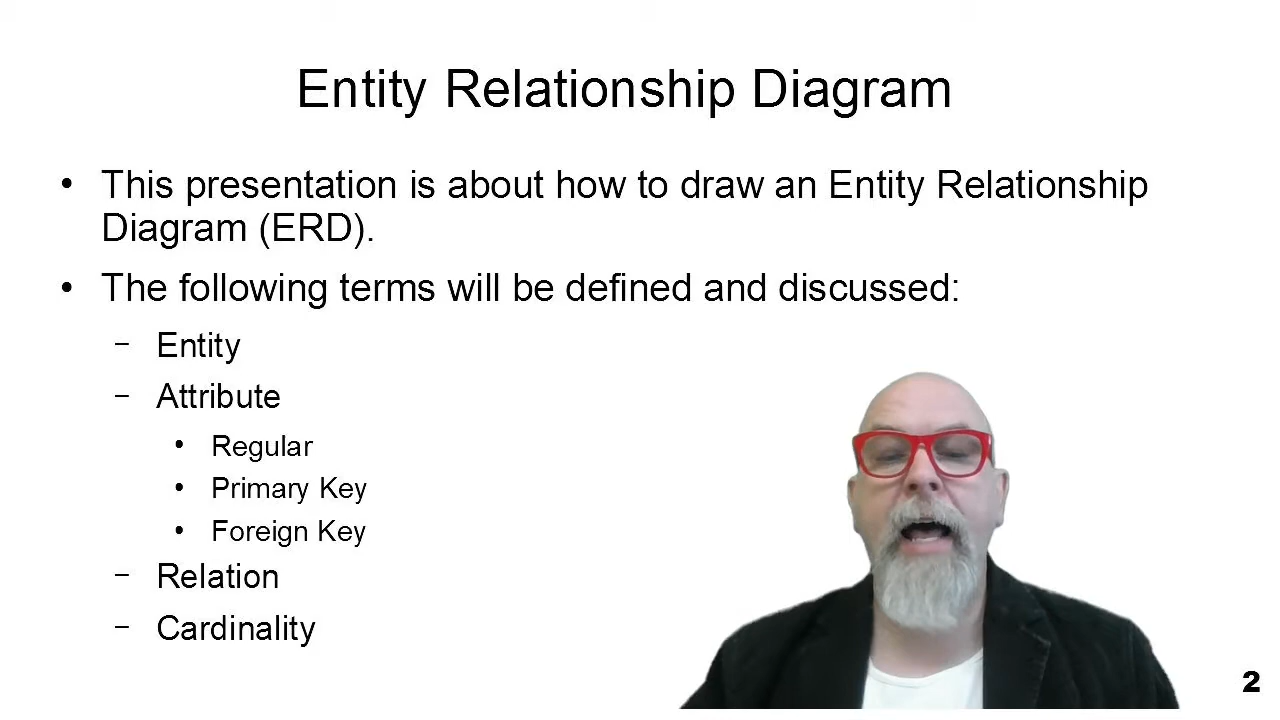 Entity Relationship Diagram
• This presentation is about how to draw an Entity Relationship
Diagram (ERD).
• The following terms will be defined and discussed:
– Entity
– Attribute
• Regular
• Primary Key
• Foreign Key
– Relation
– Cardinality
2